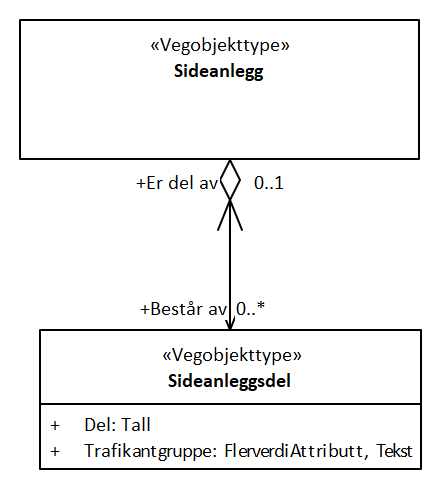 «Vegobjekttype»
Sideanlegg
+Er del av 0..1
+Består av 0..*
«Vegobjekttype»
Sideanleggsdel
+ Del: Tall
+ Trafikantgruppe: FlerverdiAttributt, Tekst